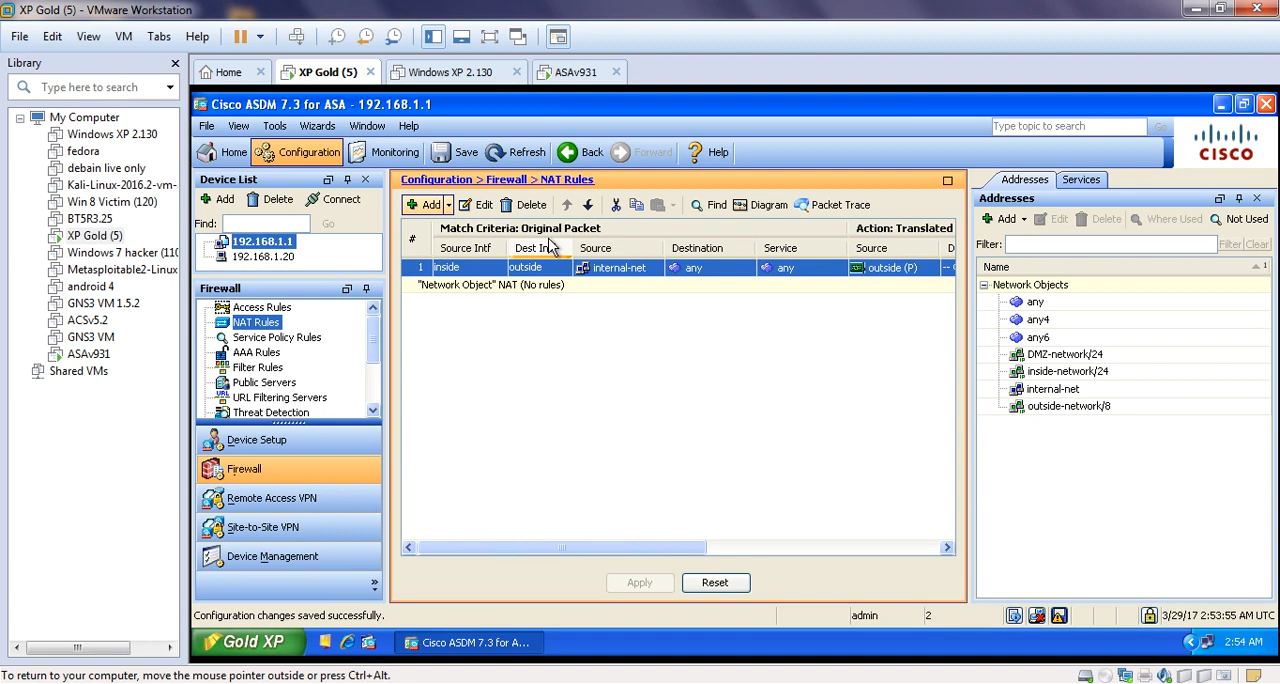 XP Gold (5) - VMware Workstation
File Edit View VM Tabs Help
Library
Type here to search
My Computer
Windows XP 2.130
fedora
debain live only
Kali-Linux-2016.2-vm-
Win 8 Victim (120)
BT5R3.25
XP Gold (5)
Windows 7 hacker (110
Metasploitable2-Linux
android 4
GNS3 VM 1.5.2
ACSv5.2
GNS3 VM
ASAv931
Shared VMs
Home XP Gold (5) Windows XP 2.130 ASAv931
Cisco ASDM 7.3 for ASA - 192.168.1.1
File View Tools Wizards Window Help
Type topic to search Go
Home Configuration Monitoring Save Refresh Back Forward Help
CISCO
Device List
Add Delete Connect
Find: Go
192.168.1.1
192.168.1.20
Firewall
Access Rules
NAT Rules
Service Policy Rules
AAA Rules
Filter Rules
Public Servers
URL Filtering Servers
Threat Detection
Device Setup
Firewall
Remote Access VPN
Site-to-Site VPN
Device Management
Configuration > Firewall > NAT Rules
Add Edit Delete Find Diagram Packet Trace
# Match Criteria: Original Packet Action: Translated
Source Intf Dest In Source Destination Service Source D
1 inside outside internal-net any any outside (P) --
"Network Object" NAT (No rules)
Apply Reset
Addresses Services
Addresses
Add Edit Delete Where Used Not Used
Filter: Filter|Clear
Name 1
Network Objects
any
any4
any6
DMZ-network/24
inside-network/24
internal-net
outside-network/8
Configuration changes saved successfully. admin 2 3/29/17 2:53:55 AM UTC
Gold XP Cisco ASDM 7.3 for A... 2:54 AM
To return to your computer, move the mouse pointer outside or press Ctrl+Alt.